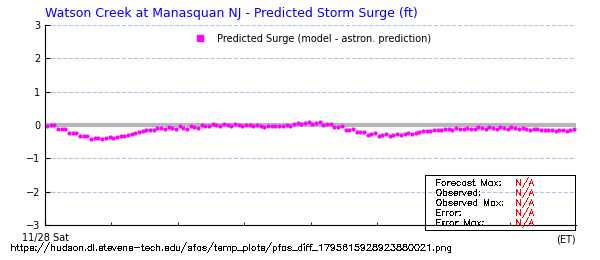 Watson Creek at Manasquan NJ - Predicted Storm Surge (ft)
3
Predicted Surge (model - astron. prediction)
2
1
0
−1
−2
−3
Forecast Max: N/A
Observed: N/A
Observed Max: N/A
Error: N/A
Error Max: N/A
11/28 Sat
(ET)
https://hudson.dl.stevens-tech.edu/sfas/temp_plots/pfas_diff_1795615928923880021.png